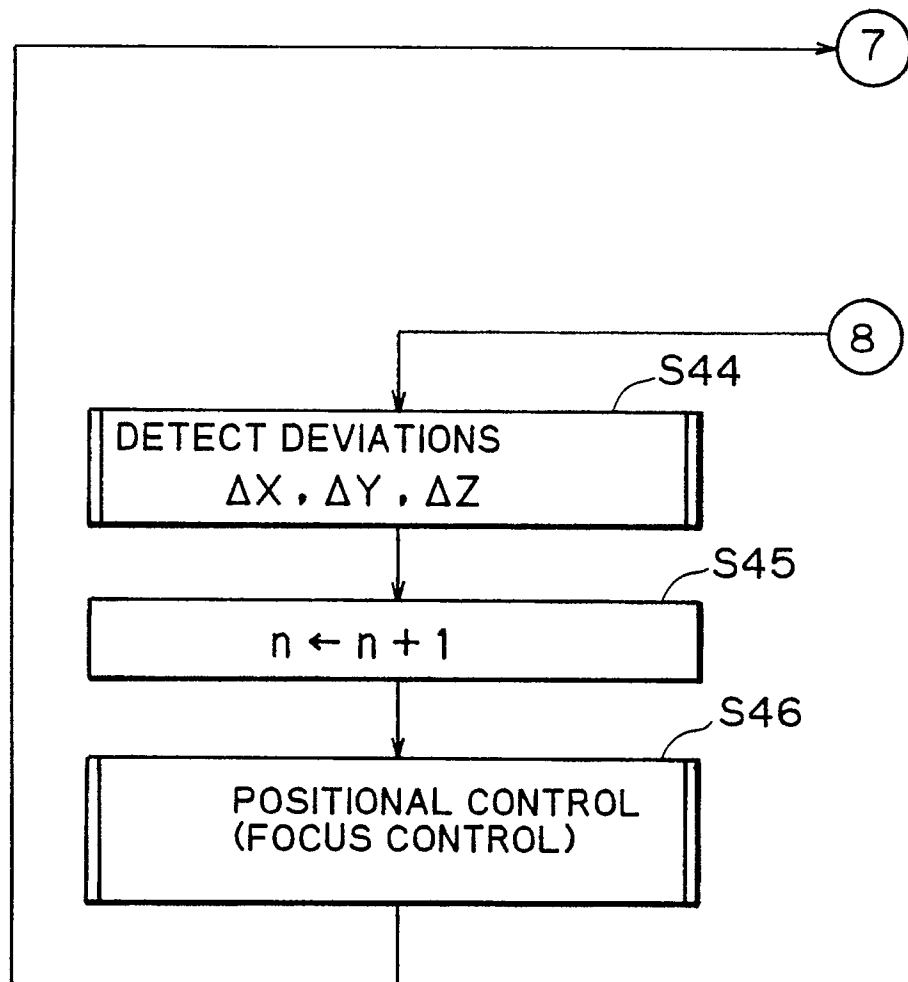 7
8
S44
DETECT DEVIATIONS
ΔX, ΔY, ΔZ
S45
n ← n + 1
S46
POSITIONAL CONTROL
(FOCUS CONTROL)